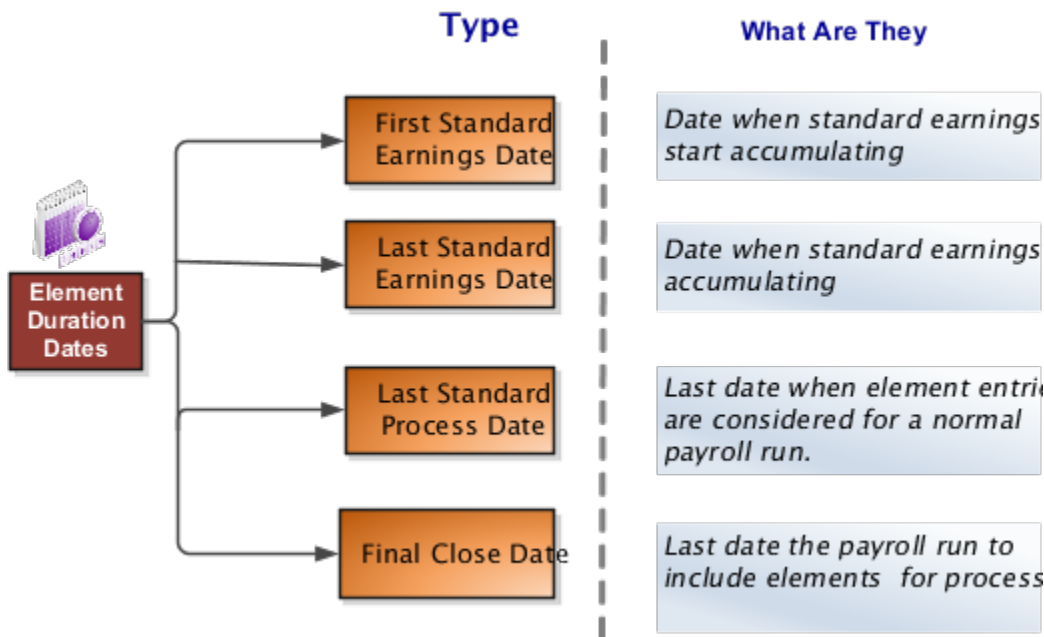 Type
What Are They
Element
Duration
Dates
First Standard
Earnings Date
Date when standard earnings
start accumulating
Last Standard
Earnings Date
Date when standard earnings
accumulating
Last Standard
Process Date
Last date when element entrie
are considered for a normal
payroll run.
Final Close Date
Last date the payroll run to
include elements for process